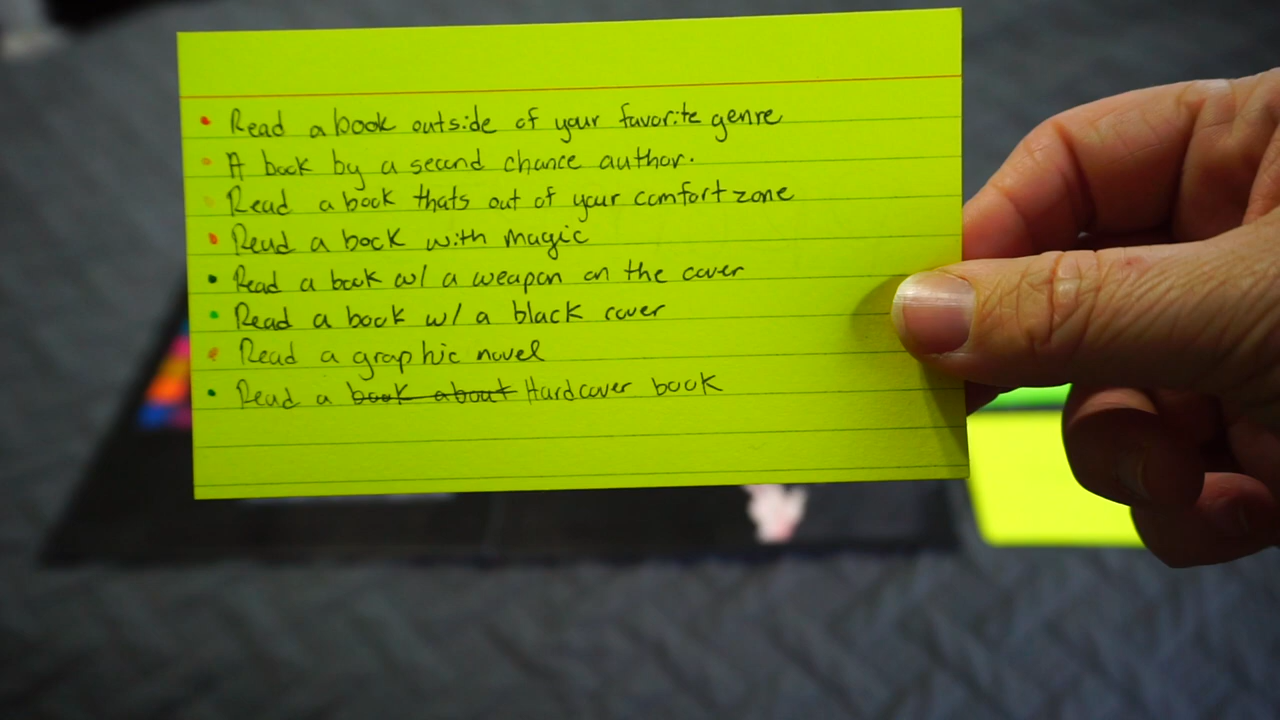 • Read a book outside of your favorite genre
• A book by a second chance author.
• Read a book thats out of your comfort zone
• Read a book with magic
• Read a book w/ a weapon on the cover
• Read a book w/ a black cover
• Read a graphic novel
• Read a book about Hardcover book